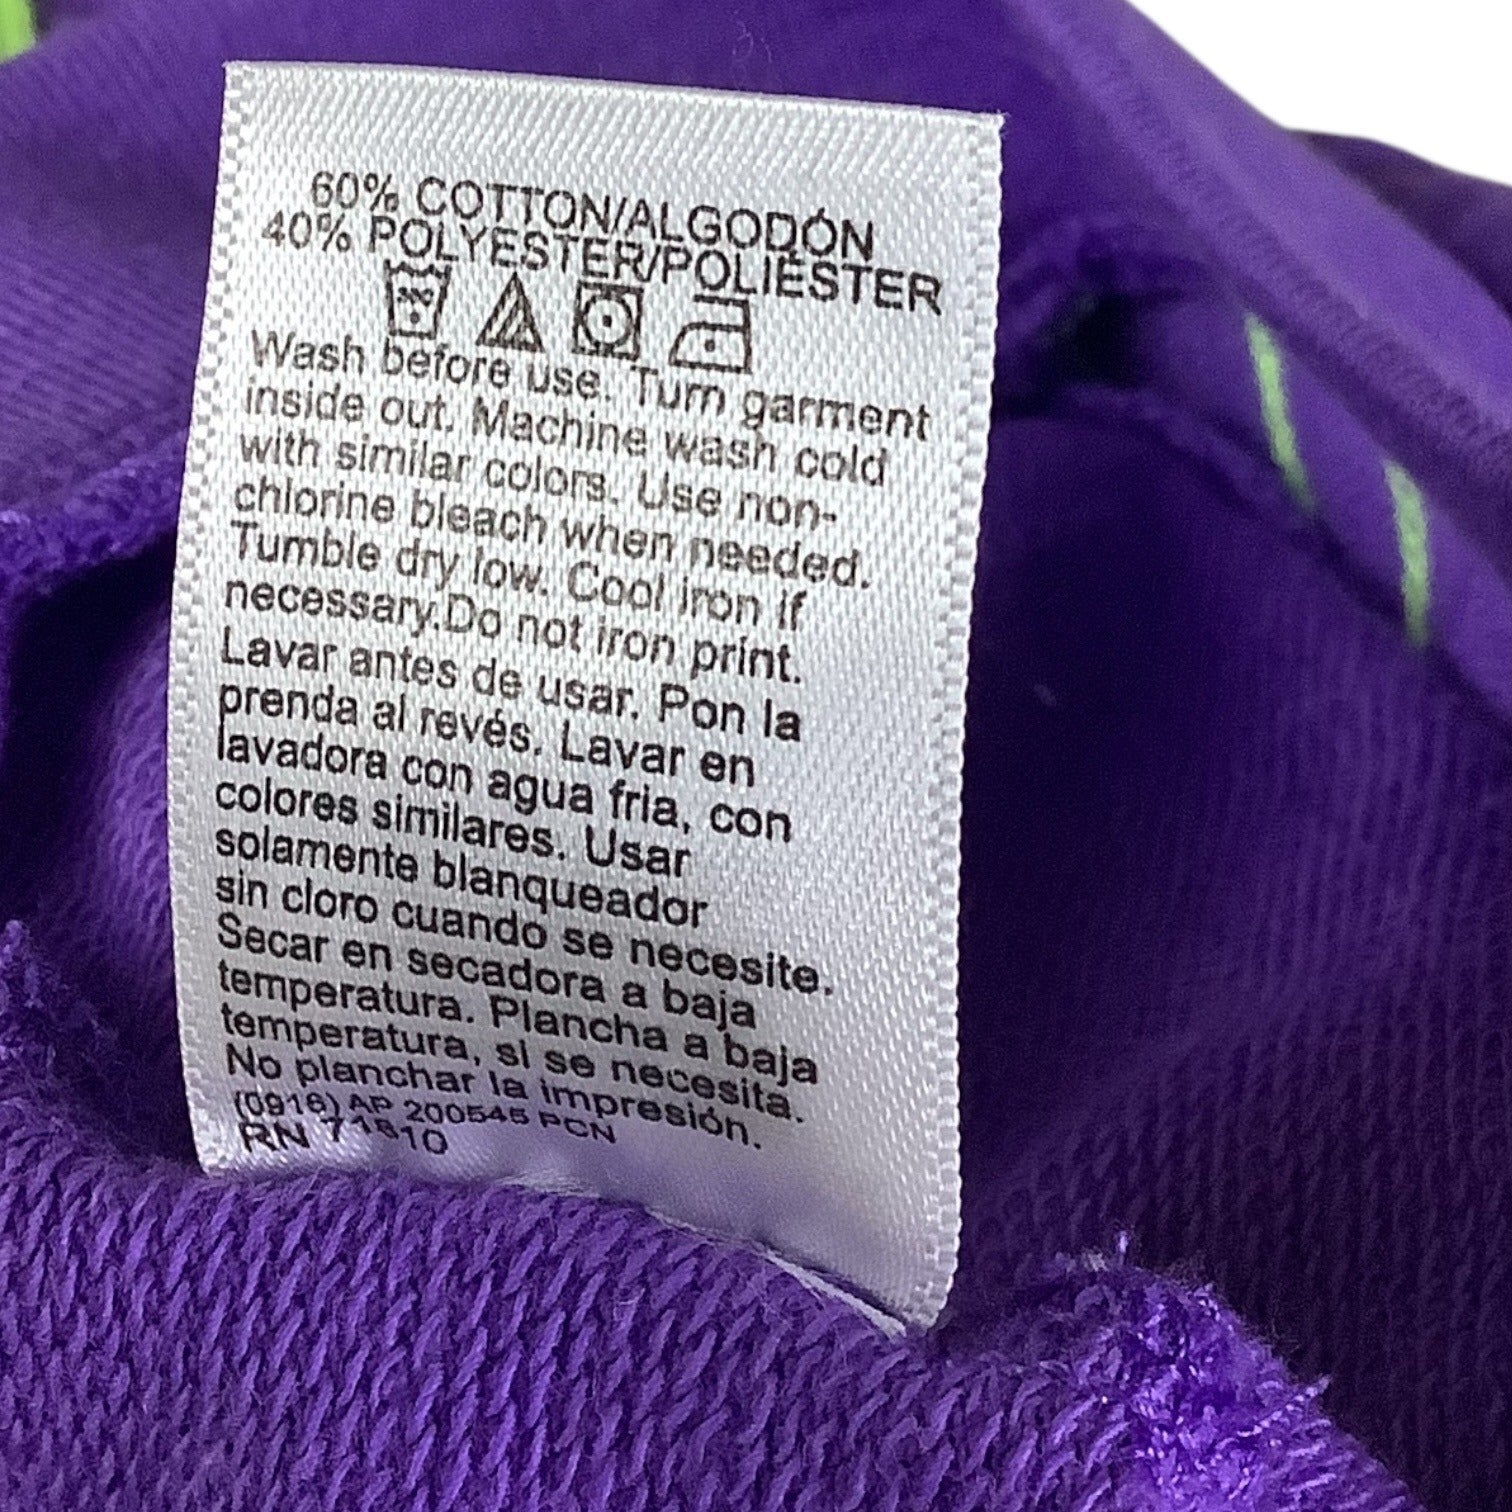 60% COTTON/ALGODÓN
40% POLYESTER/POLIÉSTER
Wash before use. Turn garment
inside out. Machine wash cold
with similar colors. Use non-
chlorine bleach when needed.
Tumble dry low. Cool iron if
necessary.Do not iron print.
Lavar antes de usar. Pon la
prenda al revés. Lavar en
lavadora con agua fria, con
colores similares. Usar
solamente blanqueador
sin cloro cuando se necesite.
Secar en secadora a baja
temperatura. Plancha a baja
temperatura, si se necesita.
No planchar la impresión.
(0916) AP 200545 PCN
RN 71810